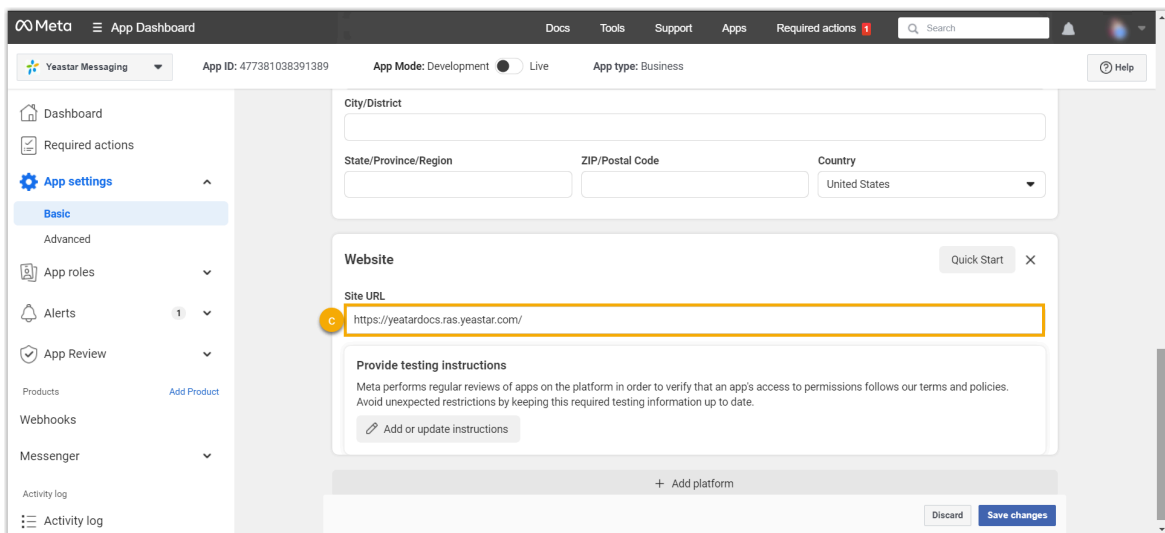 Meta App Dashboard Docs Tools Support Apps Required actions 1 Search
Yeastar Messaging App ID: 477381038391389 App Mode: Development Live App type: Business Help
Dashboard
Required actions
App settings
Basic
Advanced
App roles
Alerts 1
App Review
Products Add Product
Webhooks
Messenger
Activity log
Activity log
City/District
State/Province/Region ZIP/Postal Code Country
United States
Website Quick Start
Site URL
c https://yeatardocs.ras.yeastar.com/
Provide testing instructions
Meta performs regular reviews of apps on the platform in order to verify that an app's access to permissions follows our terms and policies.
Avoid unexpected restrictions by keeping this required testing information up to date.
Add or update instructions
+ Add platform
Discard Save changes